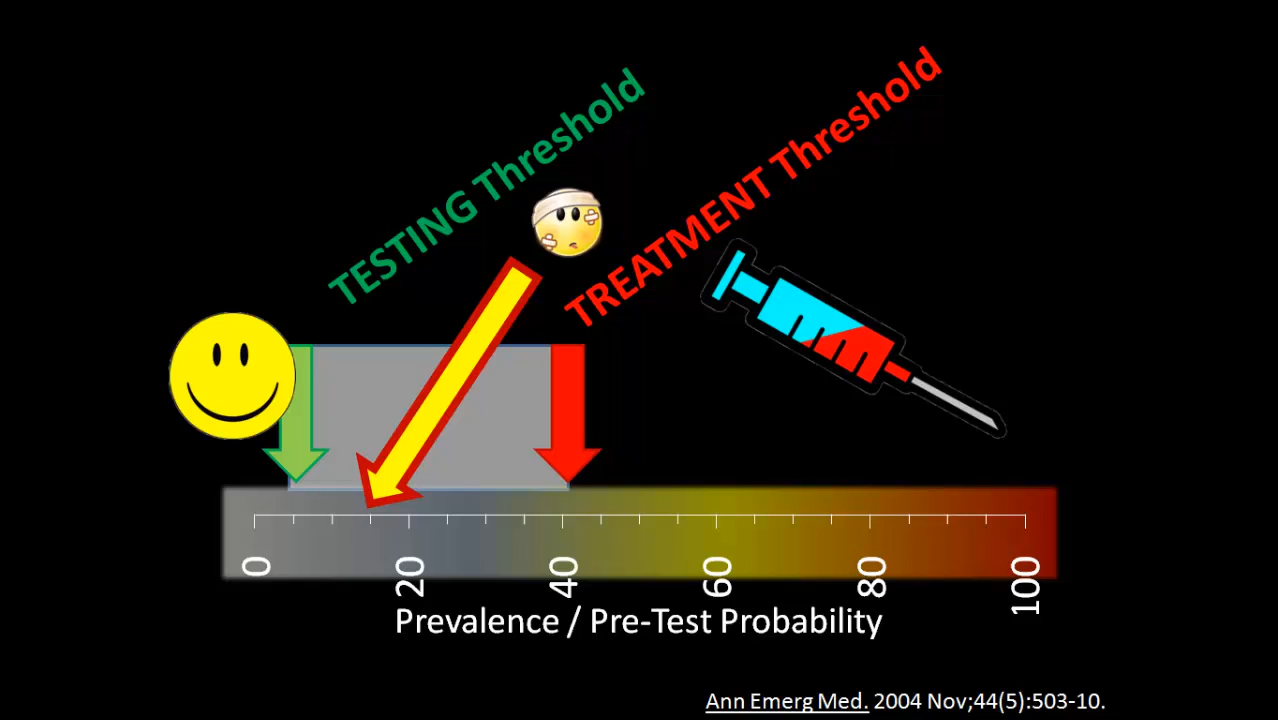 TESTING Threshold
TREATMENT Threshold
0
20
40
60
80
100
Prevalence / Pre-Test Probability
Ann Emerg Med. 2004 Nov;44(5):503-10.